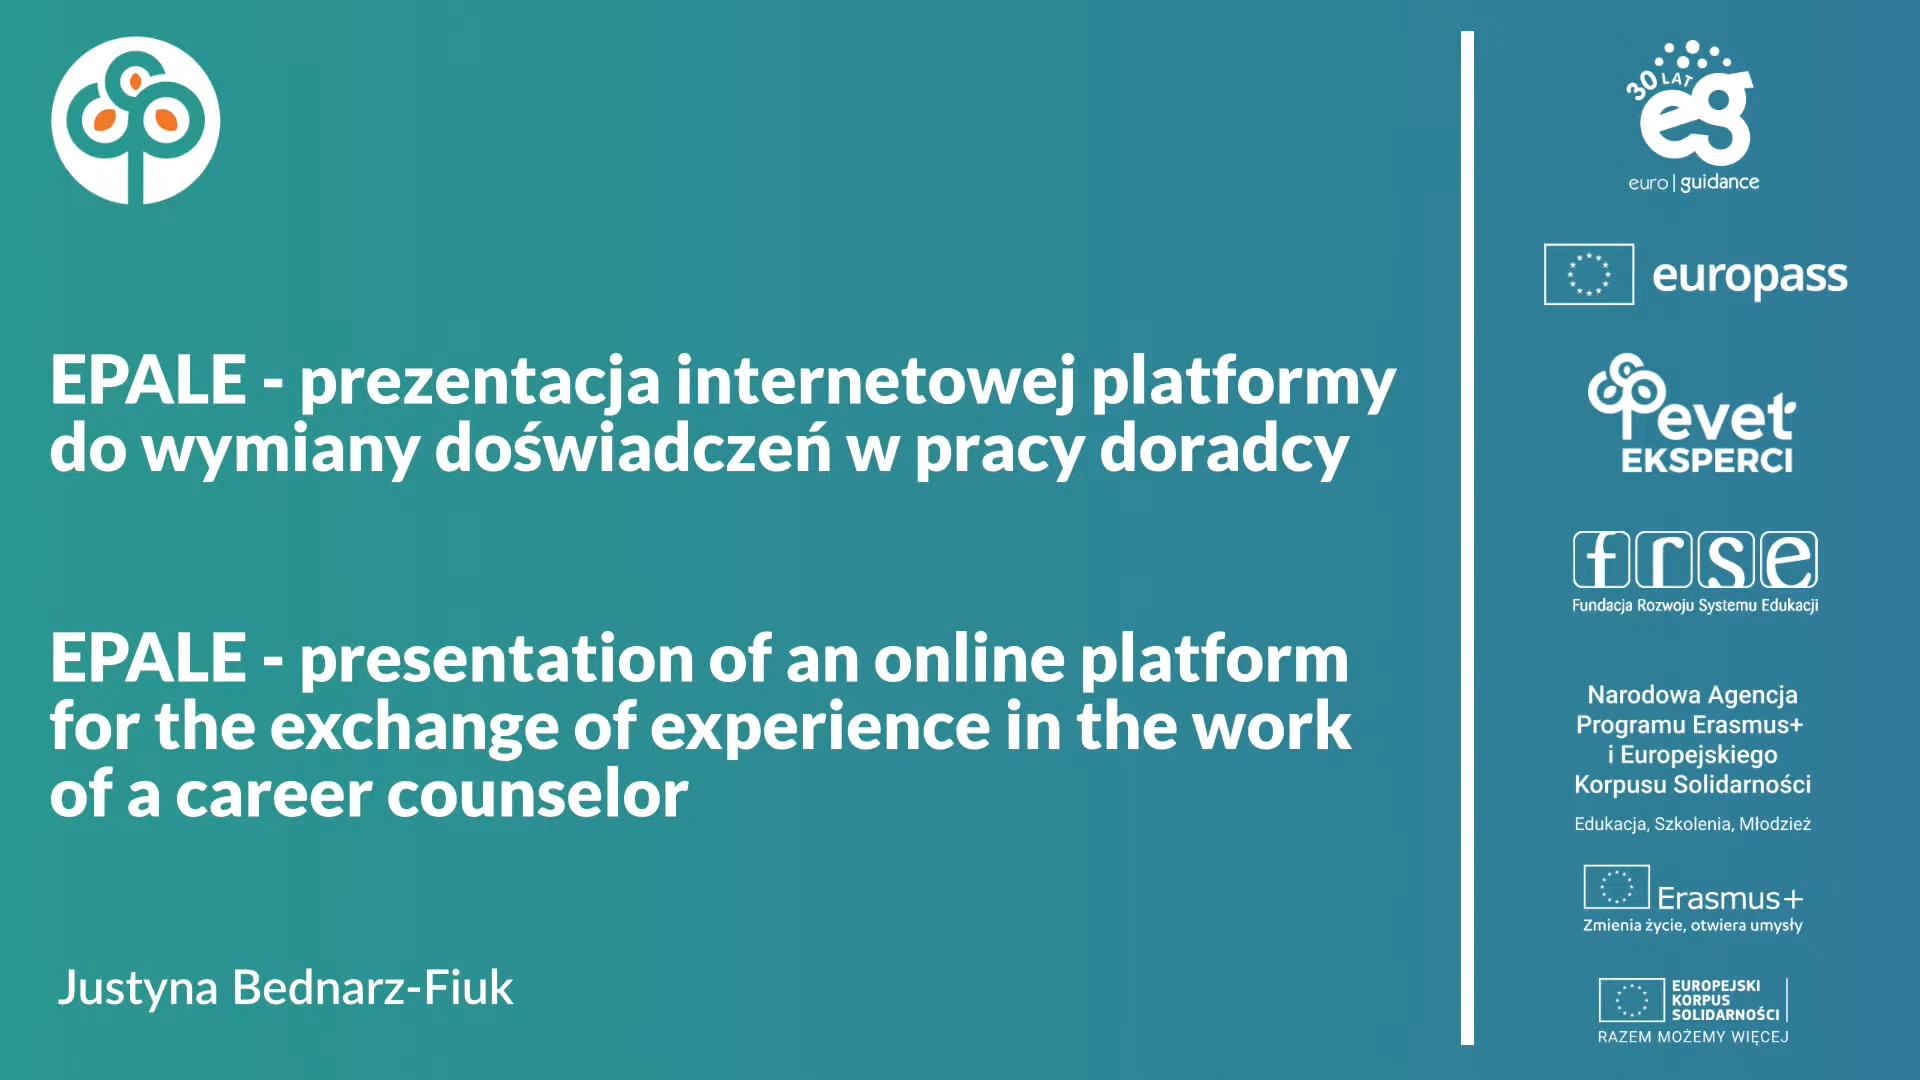 EPALE - prezentacja internetowej platformy
do wymiany doświadczeń w pracy doradcy
EPALE - presentation of an online platform
for the exchange of experience in the work
of a career counselor
Justyna Bednarz-Fiuk
30 LAT
eg
euro|guidance
europass
evet
EKSPERCI
frse
Fundacja Rozwoju Systemu Edukacji
Narodowa Agencja
Programu Erasmus+
i Europejskiego
Korpusu Solidarności
Edukacja, Szkolenia, Młodzież
Erasmus+
Zmienia życie, otwiera umysły
EUROPEJSKI
KORPUS
SOLIDARNOŚCI
RAZEM MOŻEMY WIĘCEJ